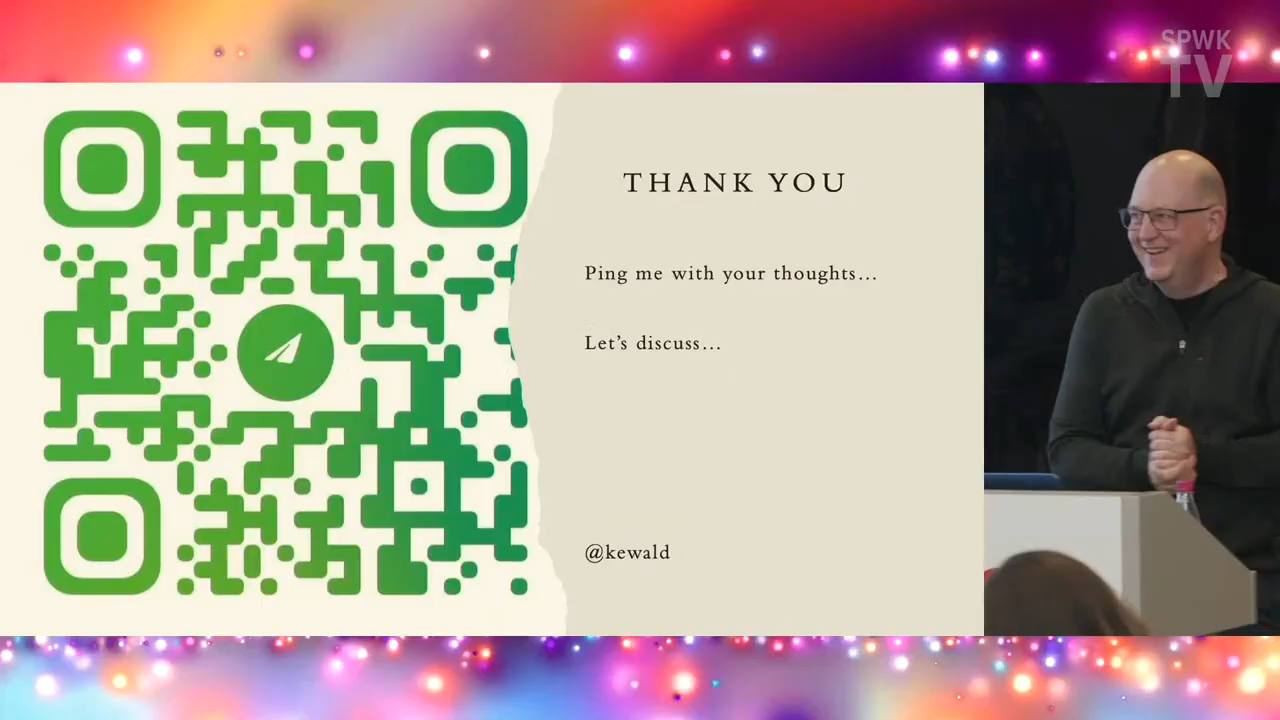 SPWK
TV
THANK YOU
Ping me with your thoughts...
Let's discuss...
@kewald